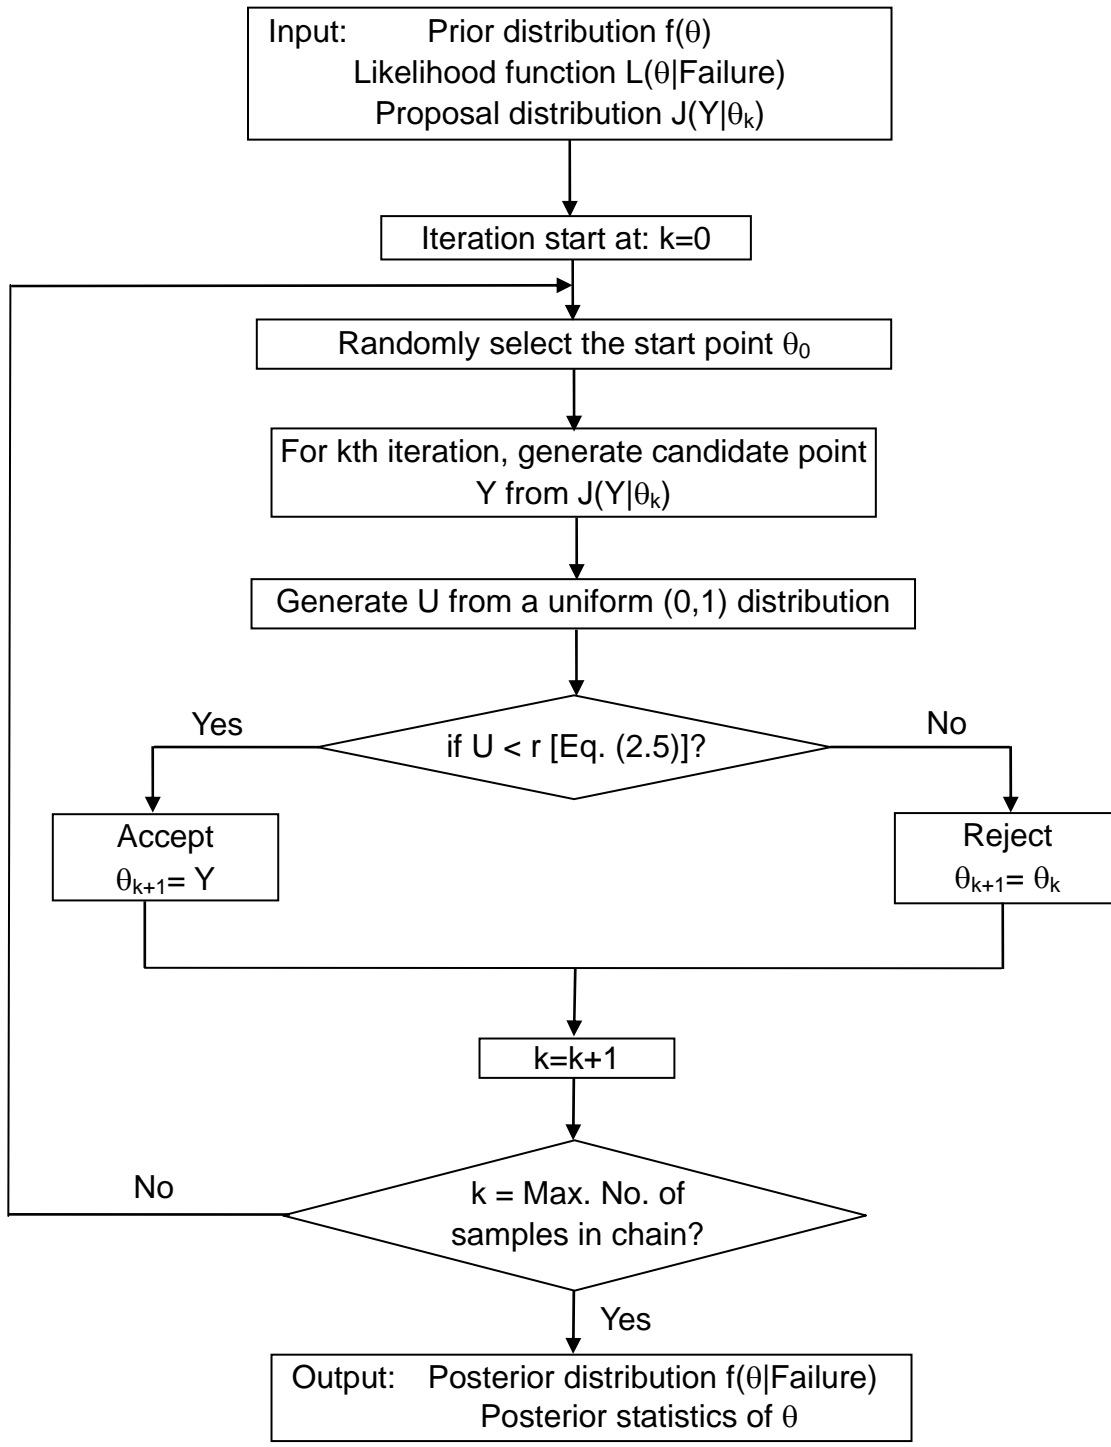 Input: Prior distribution f(θ)
Likelihood function L(θ|Failure)
Proposal distribution J(Y|θₖ)
Iteration start at: k=0
Randomly select the start point θ₀
For kth iteration, generate candidate point
Y from J(Y|θₖ)
Generate U from a uniform (0,1) distribution
Yes
if U < r [Eq. (2.5)]?
No
Accept
θₖ₊₁= Y
Reject
θₖ₊₁= θₖ
k=k+1
No
k = Max. No. of
samples in chain?
Yes
Output: Posterior distribution f(θ|Failure)
Posterior statistics of θ